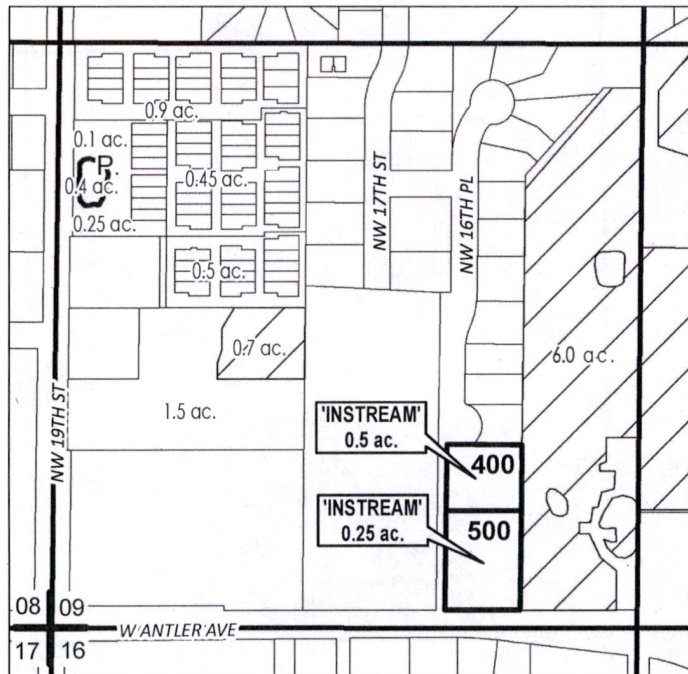 0.9 ac.
0.1 ac.
P.
0.4 ac.
0.45 ac.
0.25 ac.
0.5 ac.
0.7 ac.
1.5 ac.
6.0 ac.
NW 17TH ST
NW 16TH PL
NW 19TH ST
'INSTREAM'
0.5 ac.
400
'INSTREAM'
0.25 ac.
500
08 09
17 16
W ANTLER AVE